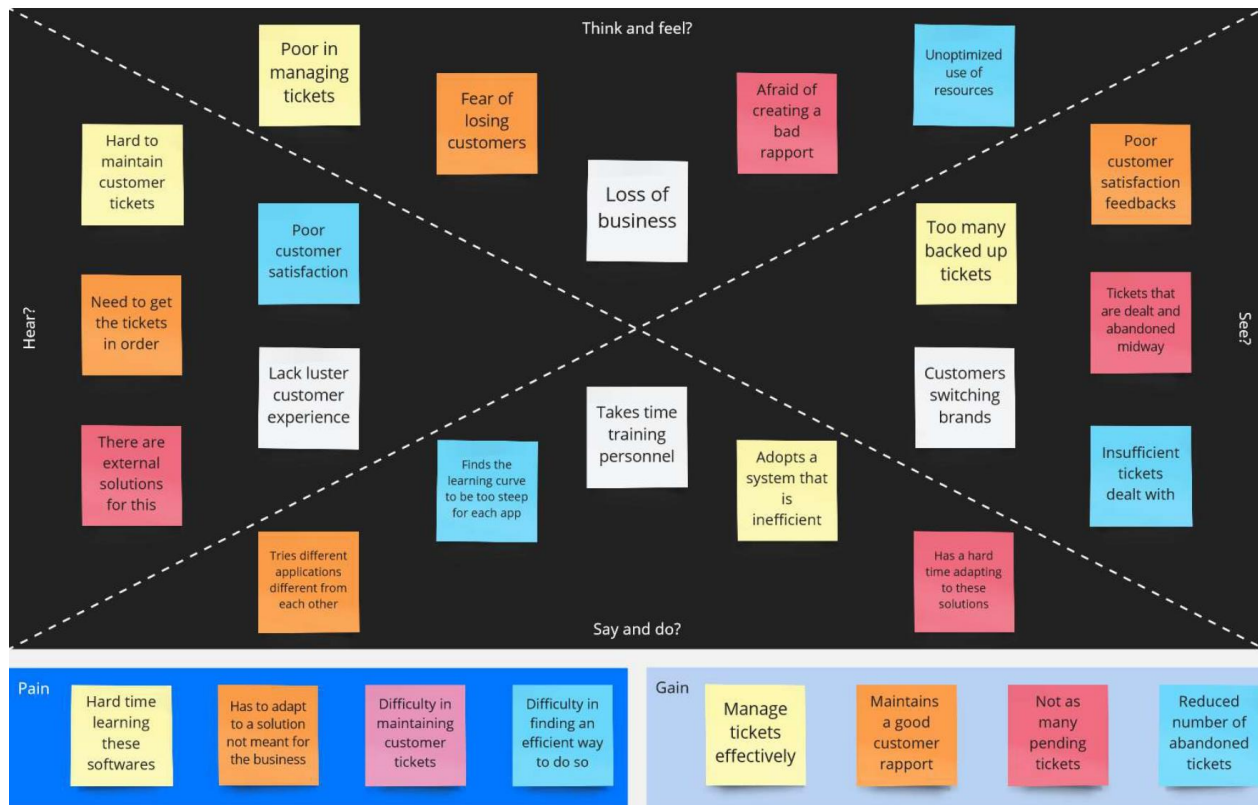 Think and feel?
Poor in
managing
tickets
Fear of
losing
customers
Loss of
business
Afraid of
creating a
bad
rapport
Unoptimized
use of
resources
Hear?
Hard to
maintain
customer
tickets
Poor
customer
satisfaction
Need to get
the tickets
in order
Lack luster
customer
experience
There are
external
solutions
for this
See?
Poor
customer
satisfaction
feedbacks
Too many
backed up
tickets
Tickets that
are dealt and
abandoned
midway
Customers
switching
brands
Insufficient
tickets
dealt with
Say and do?
Takes time
training
personnel
Finds the
learning curve
to be too steep
for each app
Adopts a
system that
is
inefficient
Tries different
applications
different from
each other
Has a hard
time adapting
to these
solutions
Pain
Hard time
learning
these
softwares
Has to adapt
to a solution
not meant for
the business
Difficulty in
maintaining
customer
tickets
Difficulty in
finding an
efficient way
to do so
Gain
Manage
tickets
effectively
Maintains
a good
customer
rapport
Not as
many
pending
tickets
Reduced
number of
abandoned
tickets